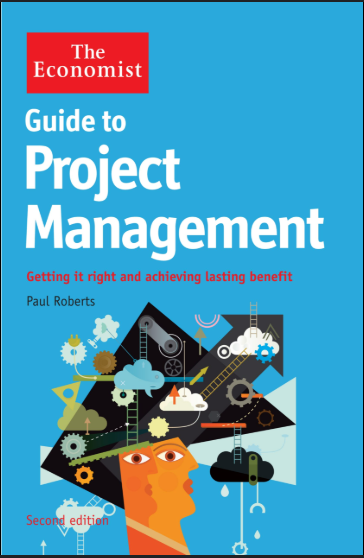 The
Economist
Guide to
Project
Management
Getting it right and achieving lasting benefit
Paul Roberts
Second edition